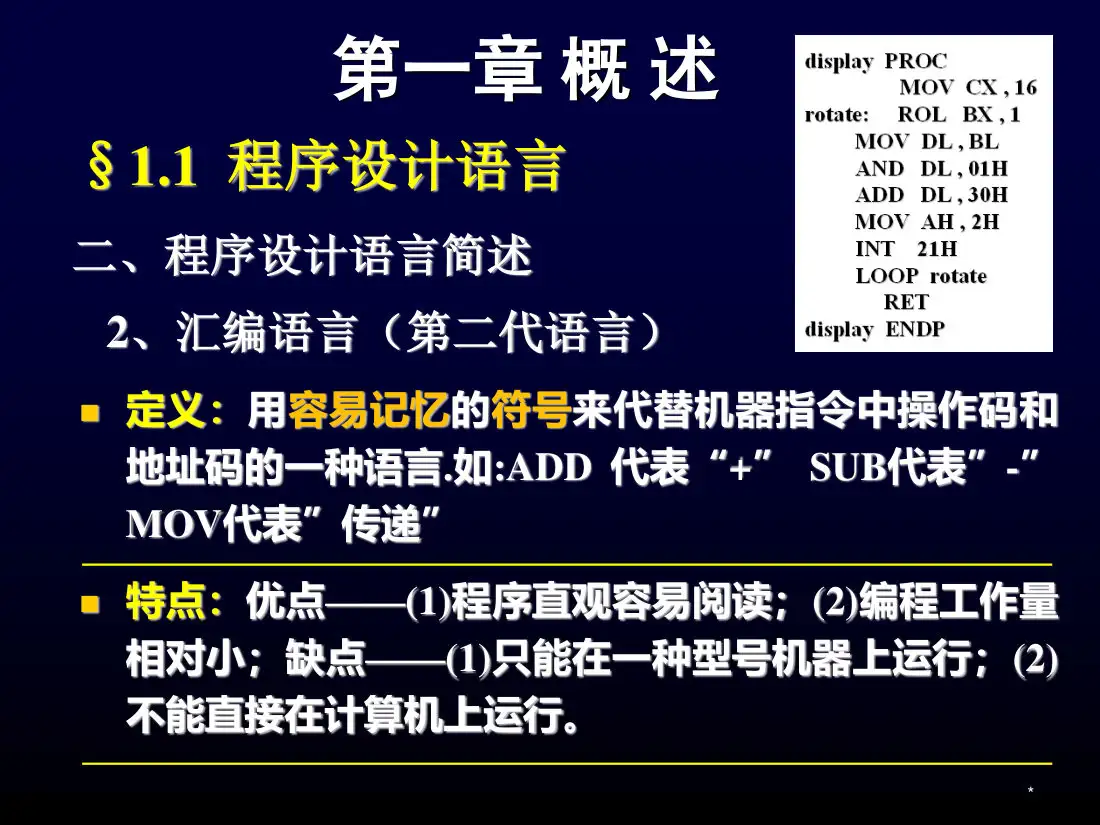 第一章 概 述
display PROC
MOV CX , 16
rotate: ROL BX , 1
MOV DL , BL
AND DL , 01H
ADD DL , 30H
MOV AH , 2H
INT 21H
LOOP rotate
RET
display ENDP
§1.1 程序设计语言
二、程序设计语言简述
2、汇编语言（第二代语言）
■ 定义：用容易记忆的符号来代替机器指令中操作码和
地址码的一种语言.如:ADD 代表“+” SUB代表”-”
MOV代表”传递”
■ 特点：优点——(1)程序直观容易阅读；(2)编程工作量
相对小；缺点——(1)只能在一种型号机器上运行；(2)
不能直接在计算机上运行。
*